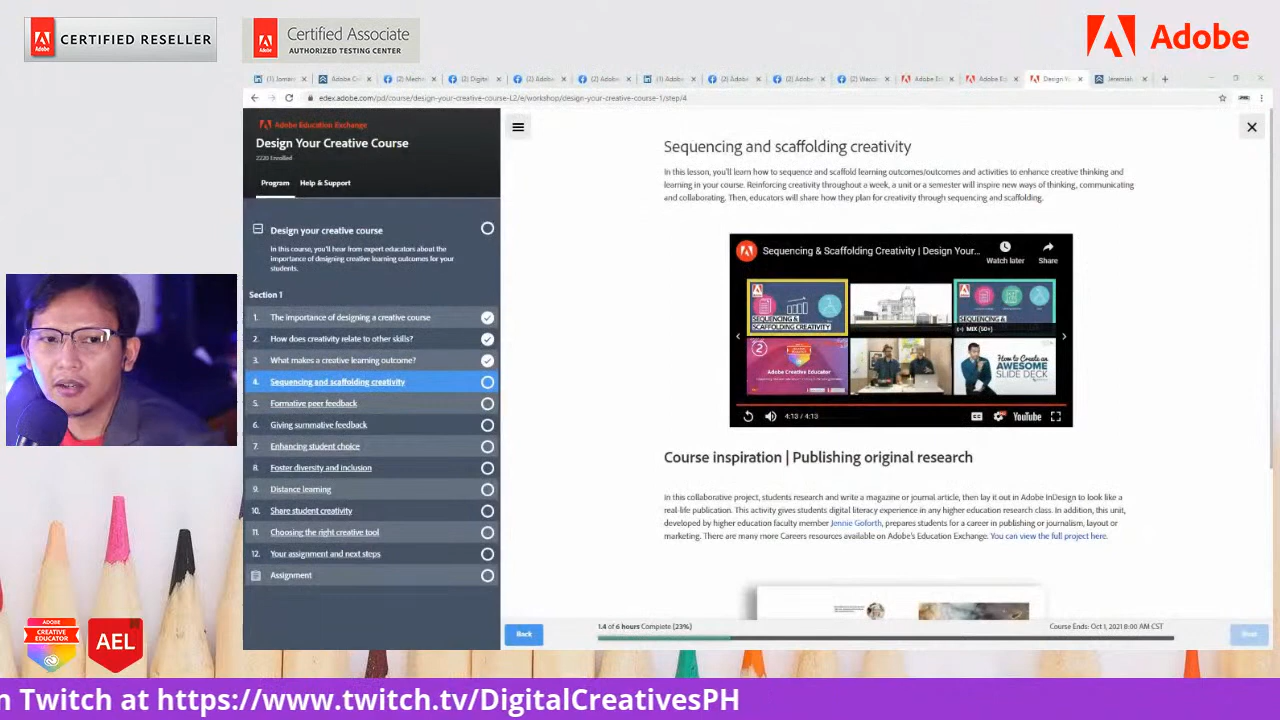 CERTIFIED RESELLER
Certified Associate
AUTHORIZED TESTING CENTER
Adobe
edex.adobe.com/pd/course/design-your-creative-course-L2/e/workshop/design-your-creative-course-1/step/4
Adobe Education Exchange
Design Your Creative Course
2220 Enrolled
Program
Help & Support
Design your creative course
In this course, you'll hear from expert educators about the
importance of designing creative learning outcomes for your
students.
Section 1
1. The importance of designing a creative course
2. How does creativity relate to other skills?
3. What makes a creative learning outcome?
4. Sequencing and scaffolding creativity
5. Formative peer feedback
6. Giving summative feedback
7. Enhancing student choice
8. Foster diversity and inclusion
9. Distance learning
10. Share student creativity
11. Choosing the right creative tool
12. Your assignment and next steps
Assignment
Sequencing and scaffolding creativity
In this lesson, you'll learn how to sequence and scaffold learning outcomes/outcomes and activities to enhance creative thinking and
learning in your course. Reinforcing creativity throughout a week, a unit or a semester will inspire new ways of thinking, communicating
and collaborating. Then, educators will share how they plan for creativity through sequencing and scaffolding.
Sequencing & Scaffolding Creativity | Design Your...
Watch later
Share
SEQUENCING &
SCAFFOLDING CREATIVITY
SEQUENCING &
MIX (50+)
2
How to Create an
AWESOME
SLIDE DECK
4:13 / 4:13
YouTube
Course inspiration | Publishing original research
In this collaborative project, students research and write a magazine or journal article, then lay it out in Adobe InDesign to look like a
real-life publication. This activity gives students digital literacy experience in any higher education research class. In addition, this unit,
developed by higher education faculty member Jennie Goforth, prepares students for a career in publishing or journalism, layout or
marketing. There are many more Careers resources available on Adobe's Education Exchange. You can view the full project here.
Back
1.4 of 6 hours Complete (23%)
Course Ends: Oct 1, 2021 8:00 AM CST
Next
ADOBE
CREATIVE
EDUCATOR
AEL
n Twitch at https://www.twitch.tv/DigitalCreativesPH